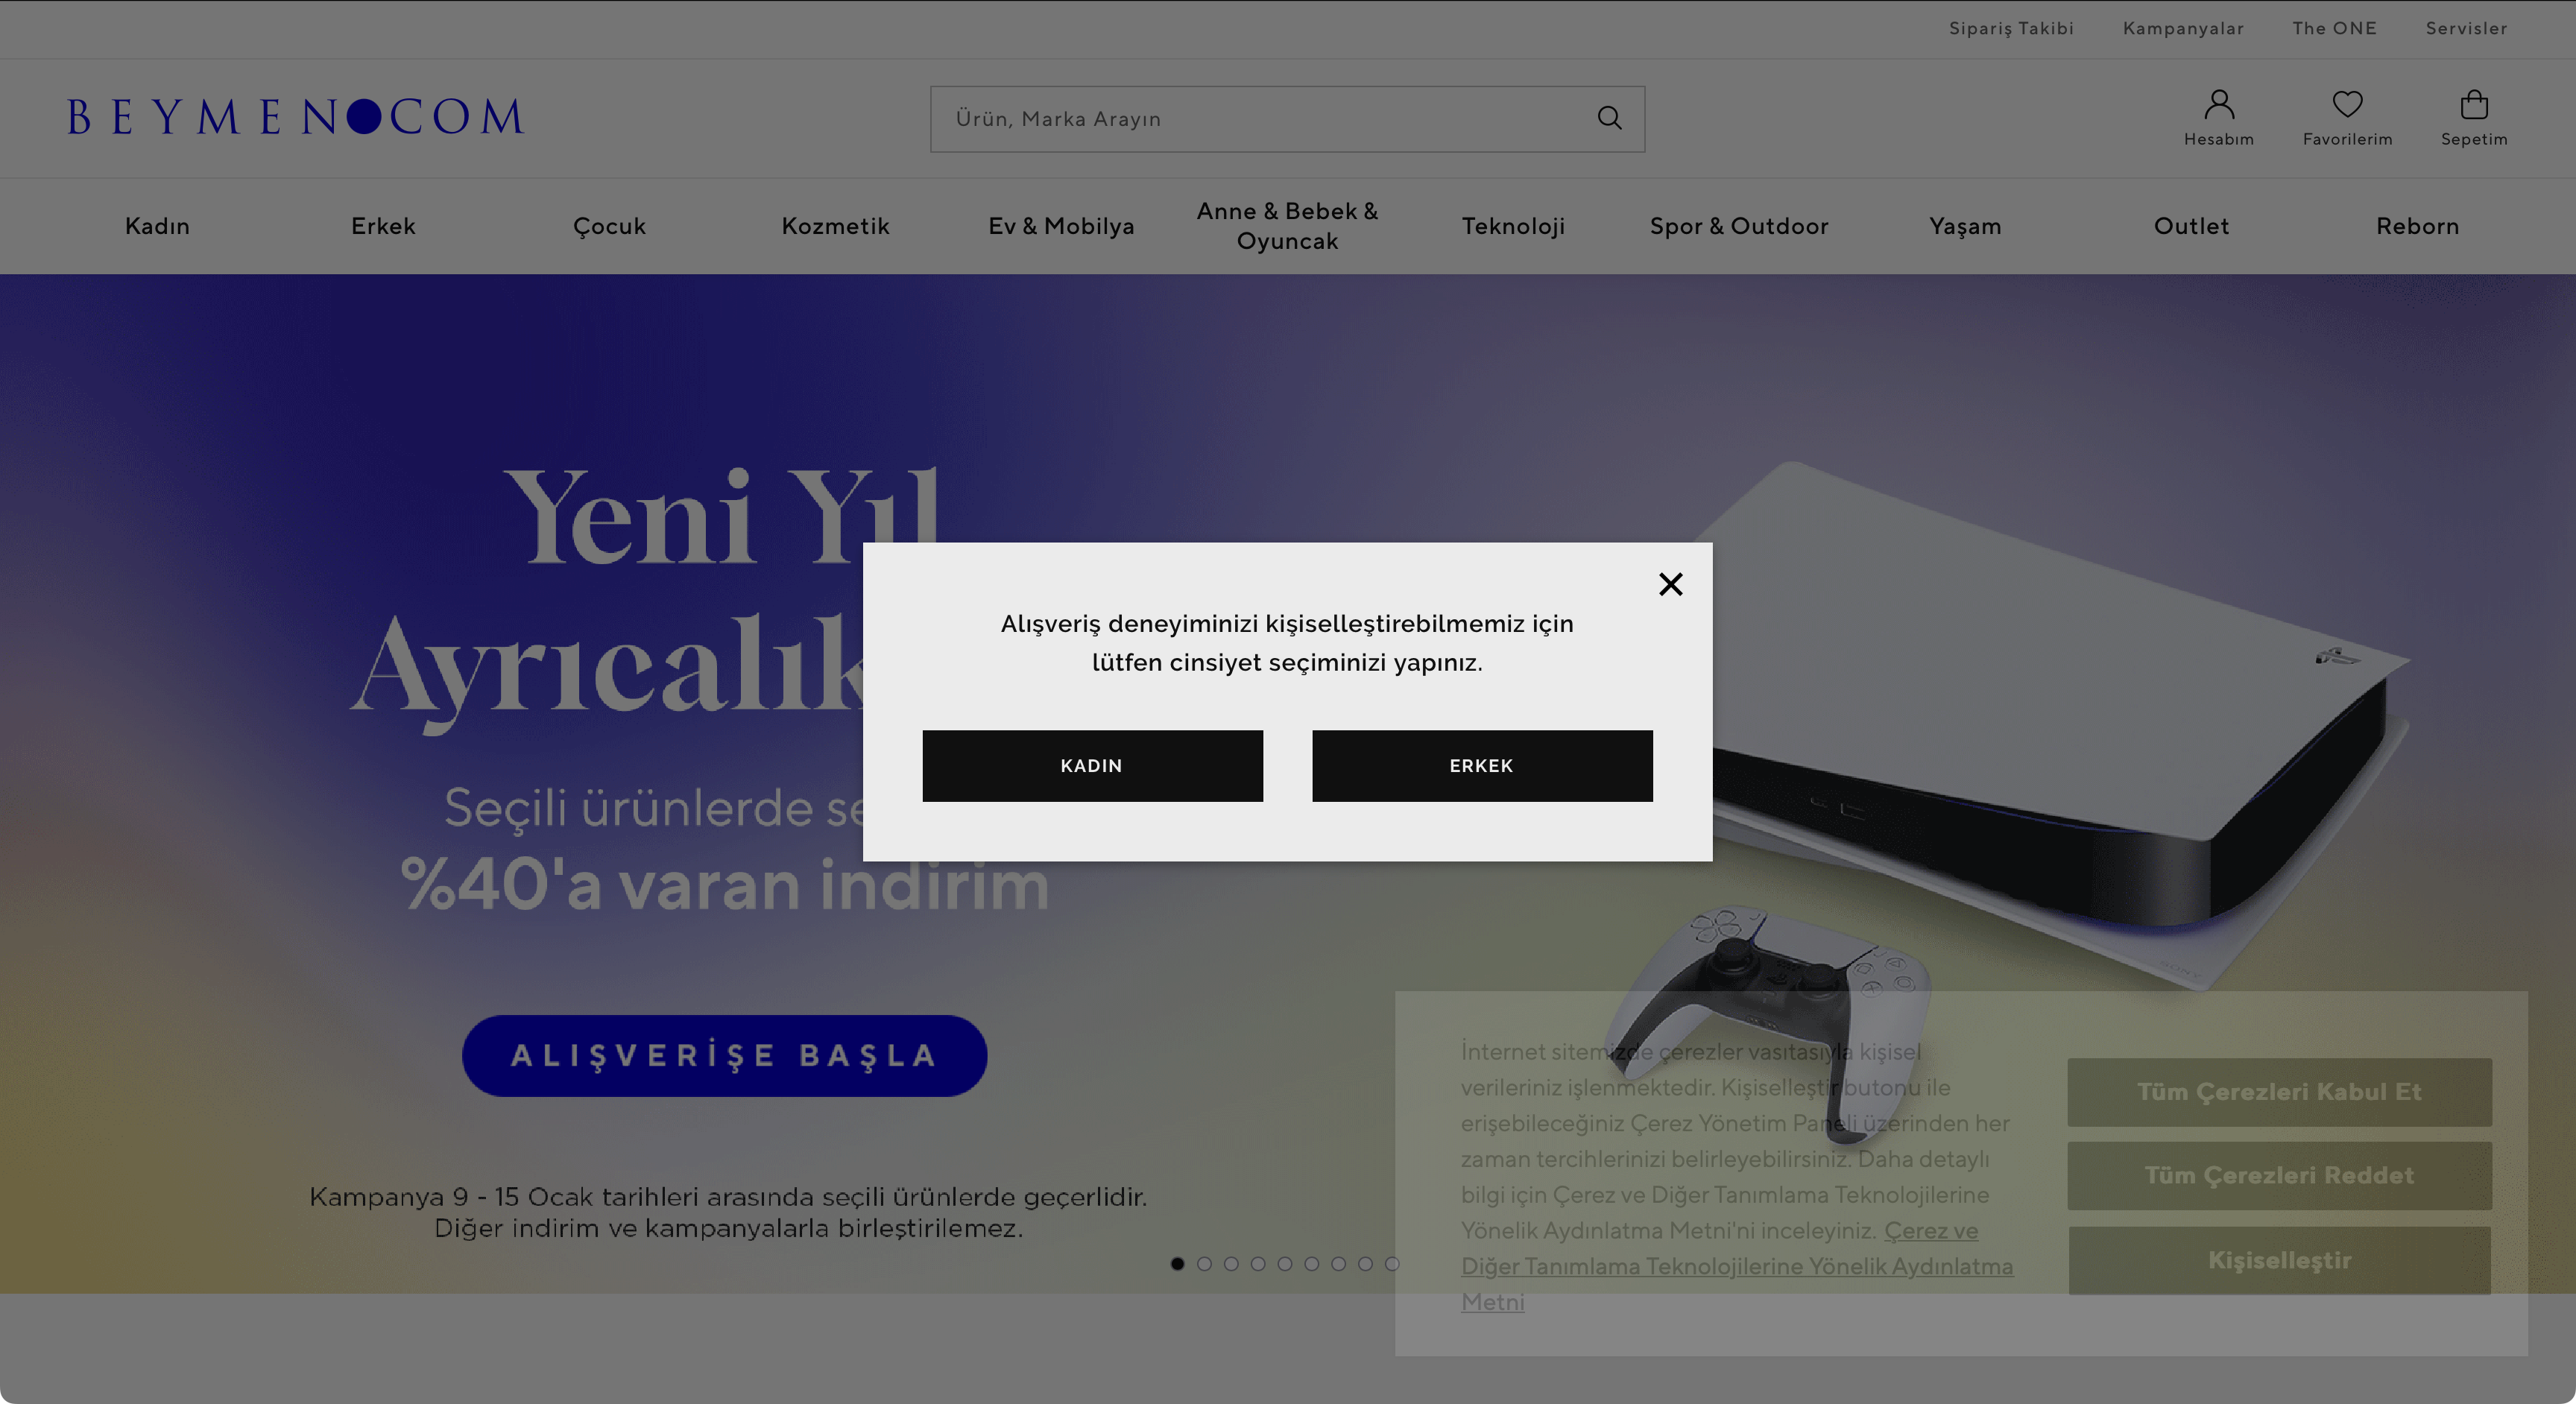 Sipariş Takibi Kampanyalar The ONE Servisler
BEYMEN COM
Ürün, Marka Arayın
Hesabım Favorilerim Sepetim
Kadın Erkek Çocuk Kozmetik Ev & Mobilya Anne & Bebek & Oyuncak Teknoloji Spor & Outdoor Yaşam Outlet Reborn
Yeni Yıl
Seçili ürünlerde
%40'a varan indirim
ALIŞVERİŞE BAŞLA
Kampanya 9 - 15 Ocak tarihleri arasında seçili ürünlerde geçerlidir.
Diğer indirim ve kampanyalarla birleştirilemez.
Alışveriş deneyiminizi kişiselleştirebilmemiz için
lütfen cinsiyet seçiminizi yapınız.
KADIN ERKEK
SONY
İnternet sitemizde çerezler vasıtasıyla kişisel
verileriniz işlenmektedir. Kişiselleştir butonu ile
erişebileceğiniz Çerez Yönetim Paneli üzerinden her
zaman tercihlerinizi belirleyebilirsiniz. Daha detaylı
bilgi için Çerez ve Diğer Tanımlama Teknolojilerine
Yönelik Aydınlatma Metni'ni inceleyiniz. Çerez ve
Diğer Tanımlama Teknolojilerine Yönelik Aydınlatma
Metni
Tüm Çerezleri Kabul Et
Tüm Çerezleri Reddet
Kişiselleştir